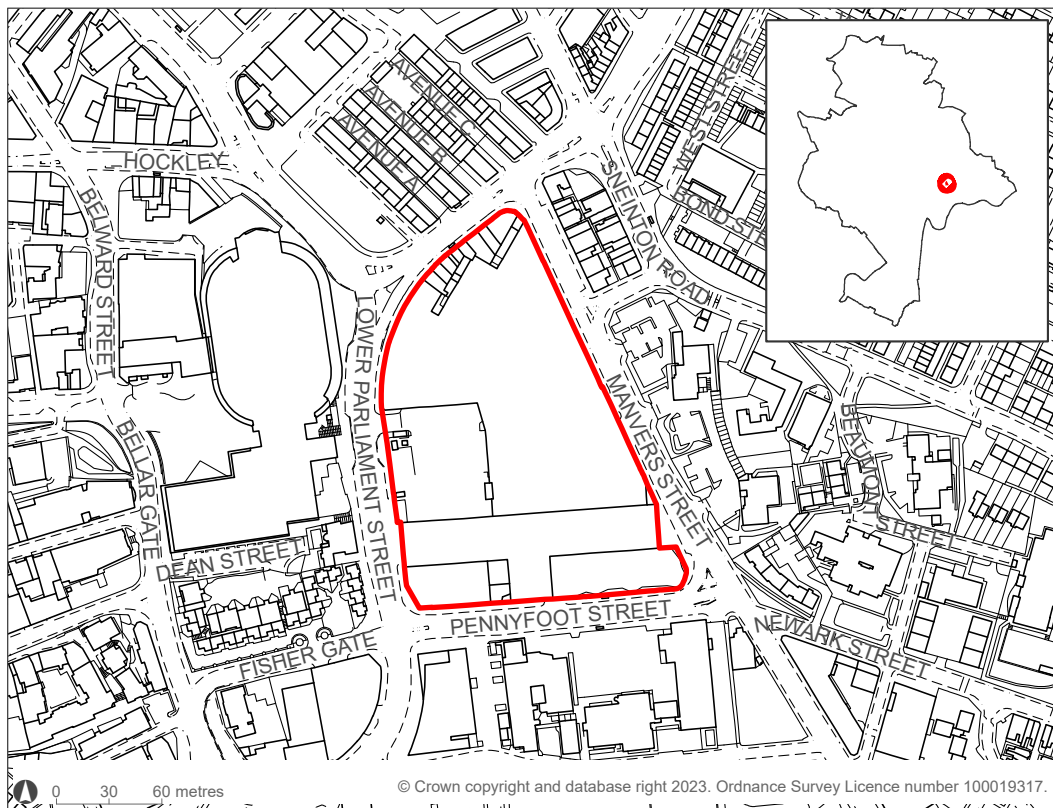 AVENUE C
AVENUE B
AVENUE A
HOCKLEY
WEST STREET
SNEINTON ROAD
BOND STE
BELWARD STREET
LOWER PARLIAMENT STREET
MANVERS STREET
BEAUMONT STREET
BELLAR GATE
DEAN STREET
PENNYFOOT STREET
NEWARK STREET
FISHER GATE
0 30 60 metres
© Crown copyright and database right 2023. Ordnance Survey Licence number 100019317.